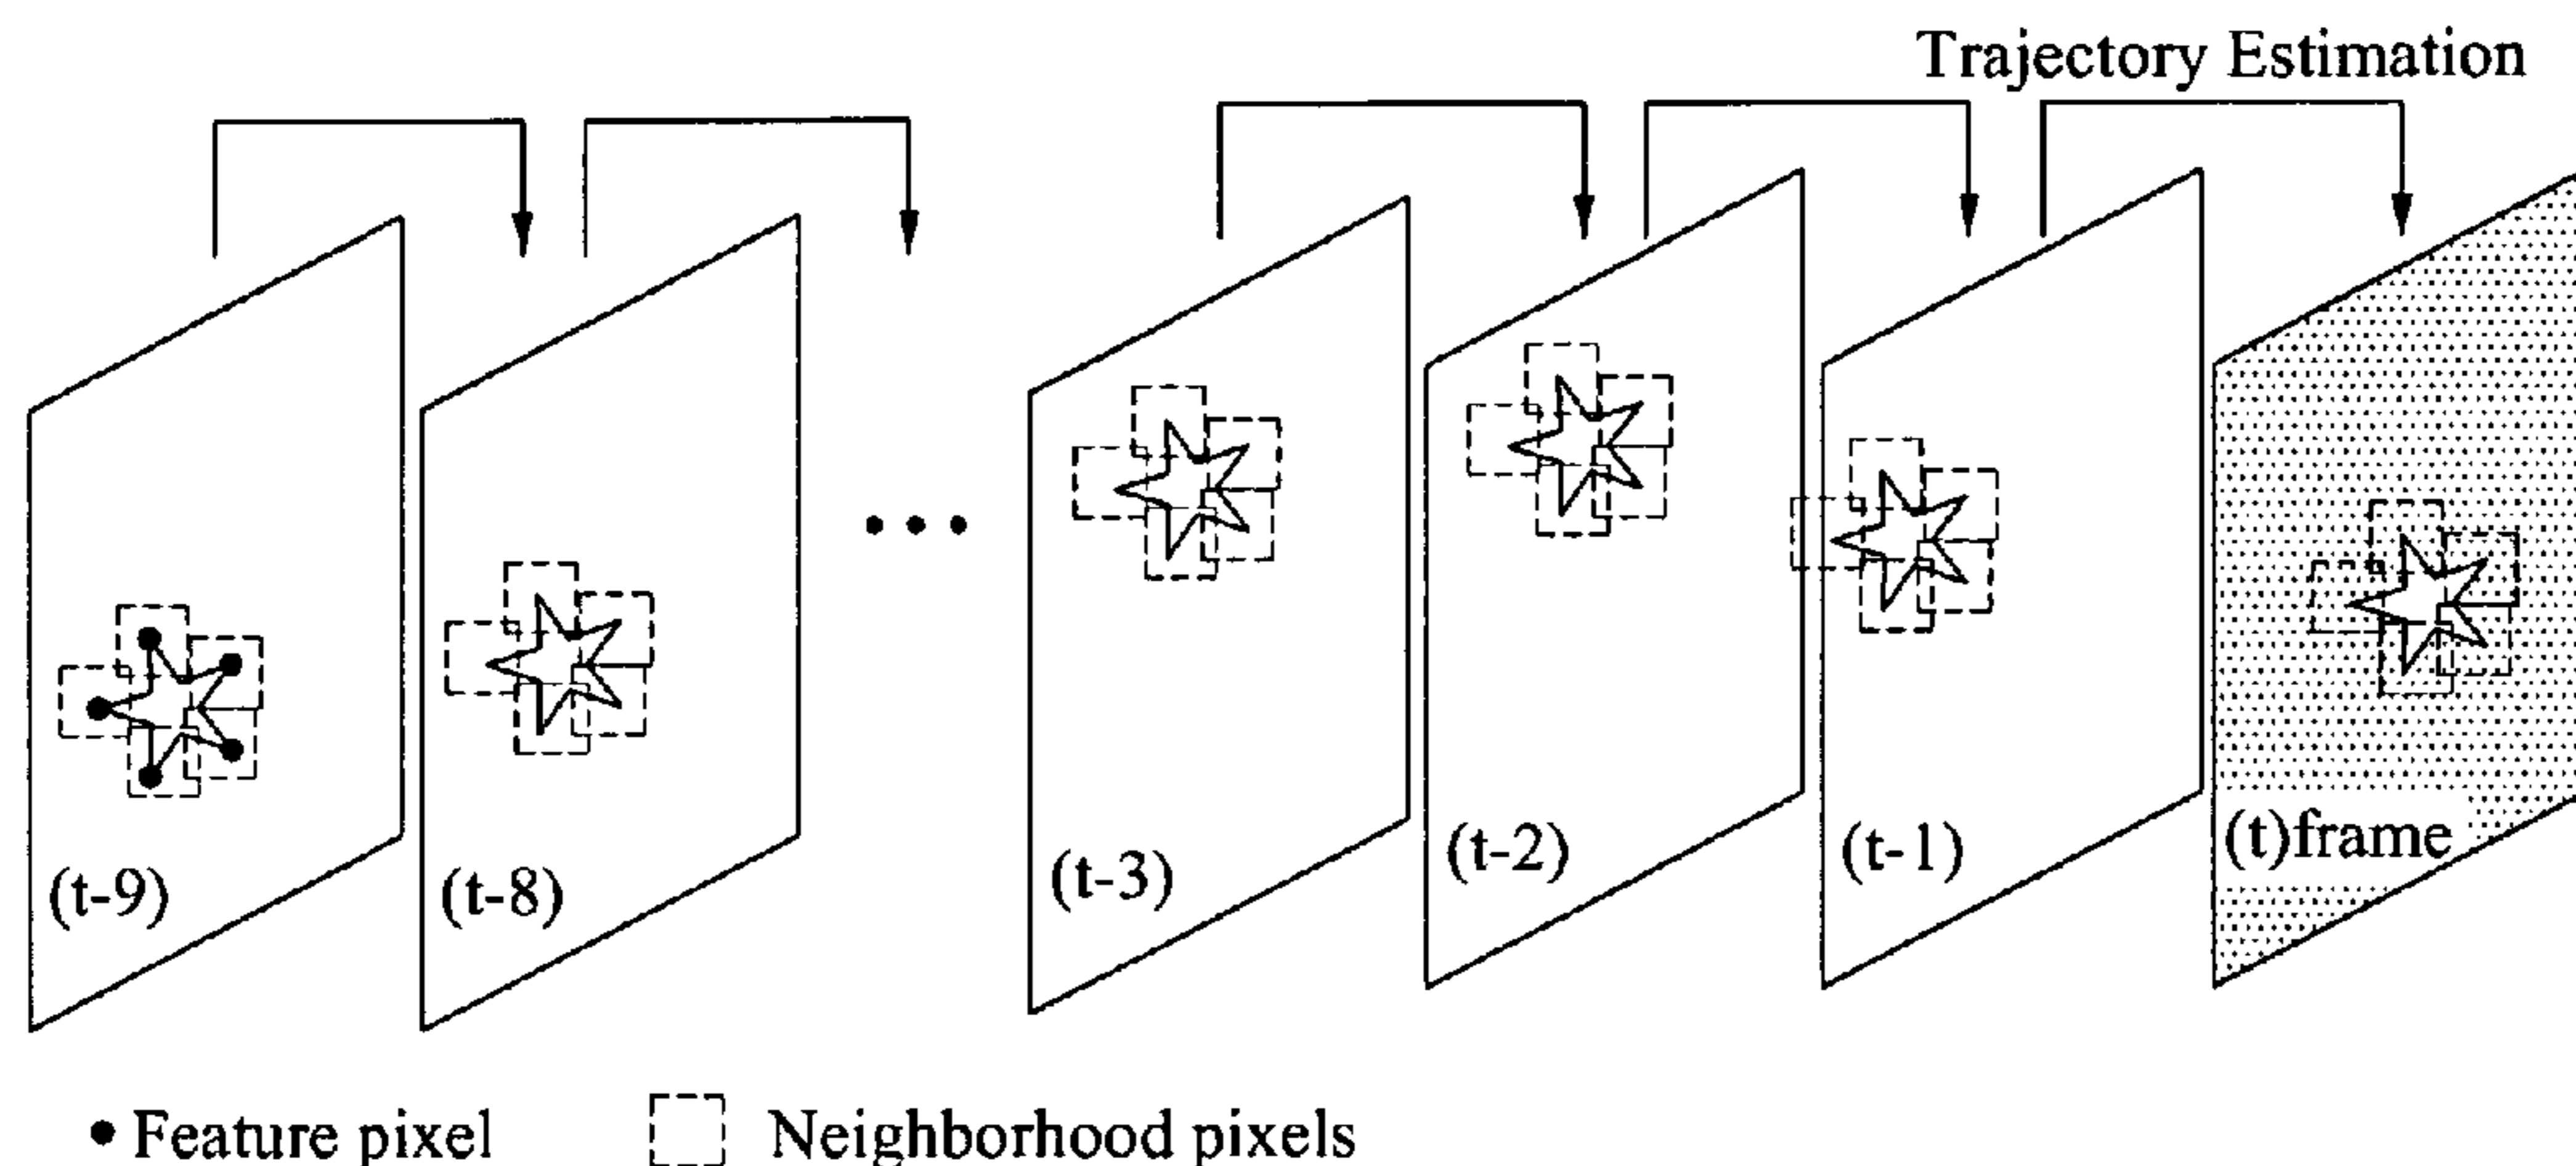 Trajectory Estimation
(t-9)
(t-8)
(t-3)
(t-2)
(t-1)
(t)frame
Feature pixel
Neighborhood pixels